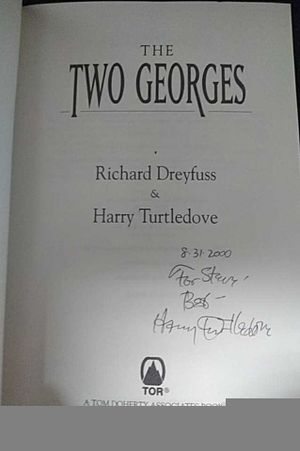 THE
TWO GEORGES
Richard Dreyfuss
&
Harry Turtledove
8-31-2000
For Steve-
Best-
Harry Turtledove
TOR®
A TOM DOHERTY ASSOCIATES BOOK